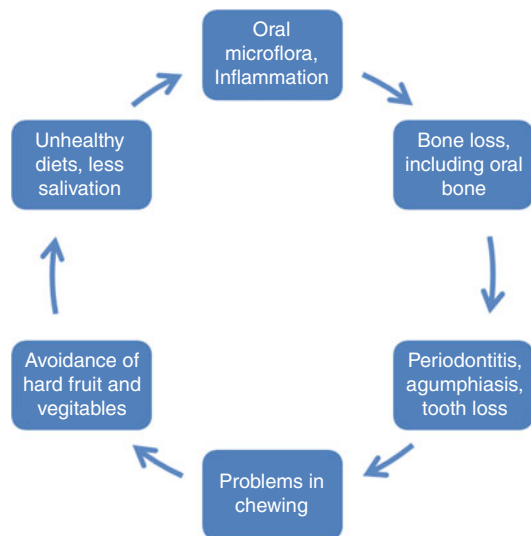 Oral
microflora,
Inflammation
Bone loss,
including oral
bone
Periodontitis,
agumphiasis,
tooth loss
Problems in
chewing
Avoidance of
hard fruit and
vegitables
Unhealthy
diets, less
salivation